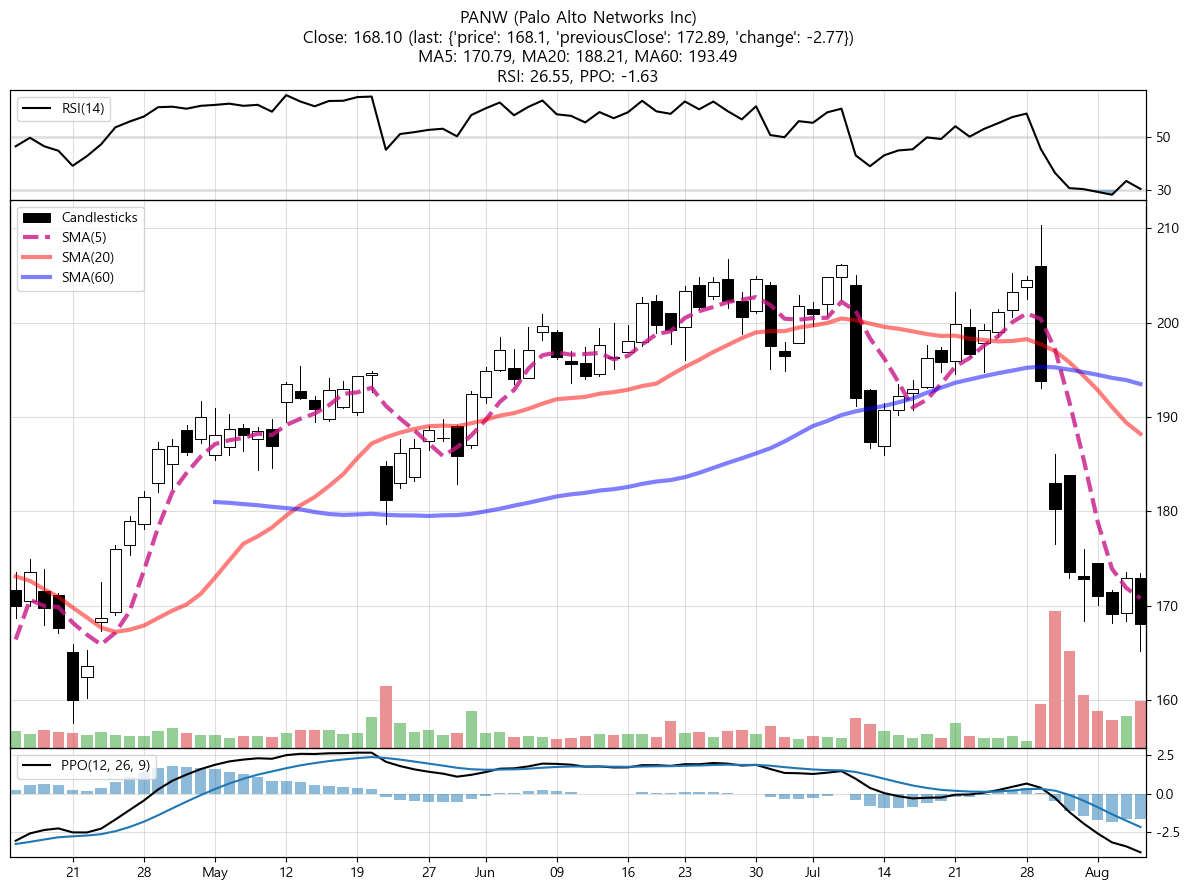 PANW (Palo Alto Networks Inc)
Close: 168.10 (last: {'price': 168.1, 'previousClose': 172.89, 'change': -2.77})
MA5: 170.79, MA20: 188.21, MA60: 193.49
RSI: 26.55, PPO: -1.63
RSI(14)
50
30
Candlesticks
SMA(5)
SMA(20)
SMA(60)
210
200
190
180
170
160
PPO(12, 26, 9)
2.5
0.0
−2.5
21 28 May 12 19 27 Jun 09 16 23 30 Jul 14 21 28 Aug